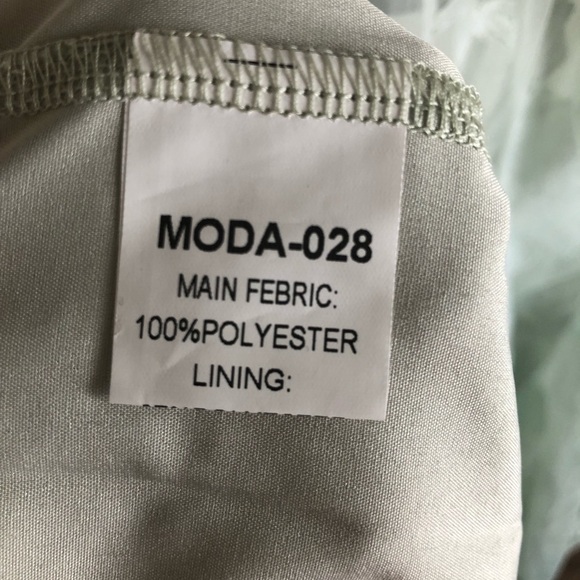 MODA-028
MAIN FEBRIC:
100%POLYESTER
LINING: